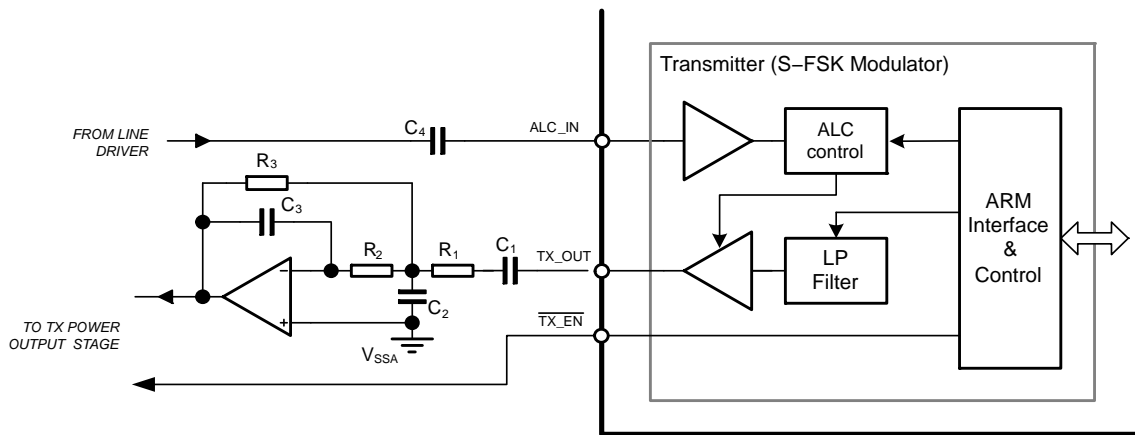 Transmitter (S−FSK Modulator)
FROM LINE
DRIVER
C4
ALC_IN
ALC
control
R3
C3
ARM
Interface
&
Control
R2
R1
C1
TX_OUT
LP
Filter
−
+
C2
TO TX POWER
OUTPUT STAGE
VSSA
TX_EN